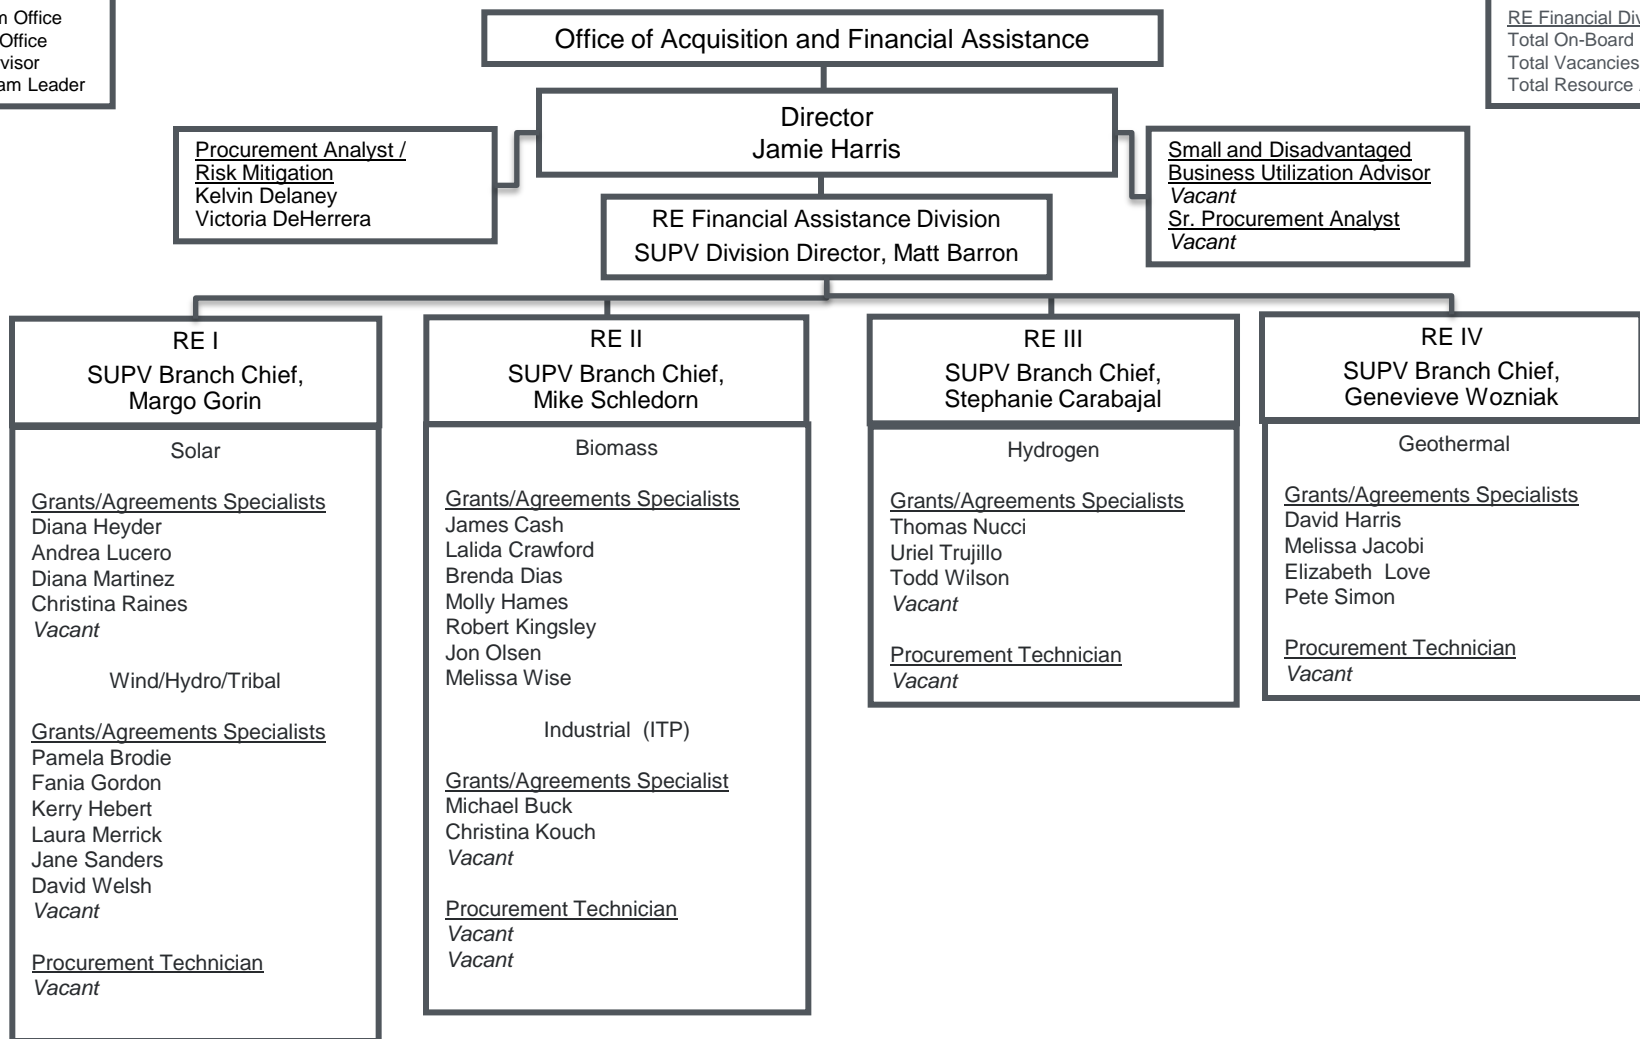 Office
Office
am Leader
RE Financial
Total On-Board
Total Vacancies
Total Resource
Office of Acquisition and Financial Assistance
Director
Jamie Harris
Procurement Analyst /
Risk Mitigation
Kelvin Delaney
Victoria DeHerrera
Small and Disadvantaged
Business Utilization Advisor
Vacant
Sr. Procurement Analyst
Vacant
RE Financial Assistance Division
SUPV Division Director, Matt Barron
RE I
SUPV Branch Chief,
Margo Gorin
Solar
Grants/Agreements Specialists
Diana Heyder
Andrea Lucero
Diana Martinez
Christina Raines
Vacant
Wind/Hydro/Tribal
Grants/Agreements Specialists
Pamela Brodie
Fania Gordon
Kerry Hebert
Laura Merrick
Jane Sanders
David Welsh
Vacant
Procurement Technician
Vacant
RE II
SUPV Branch Chief,
Mike Schledorn
Biomass
Grants/Agreements Specialists
James Cash
Lalida Crawford
Brenda Dias
Molly Hames
Robert Kingsley
Jon Olsen
Melissa Wise
Industrial (ITP)
Grants/Agreements Specialist
Michael Buck
Christina Kouch
Vacant
Procurement Technician
Vacant
Vacant
RE III
SUPV Branch Chief,
Stephanie Carabajal
Hydrogen
Grants/Agreements Specialists
Thomas Nucci
Uriel Trujillo
Todd Wilson
Vacant
Procurement Technician
Vacant
RE IV
SUPV Branch Chief,
Genevieve Wozniak
Geothermal
Grants/Agreements Specialists
David Harris
Melissa Jacobi
Elizabeth Love
Pete Simon
Procurement Technician
Vacant